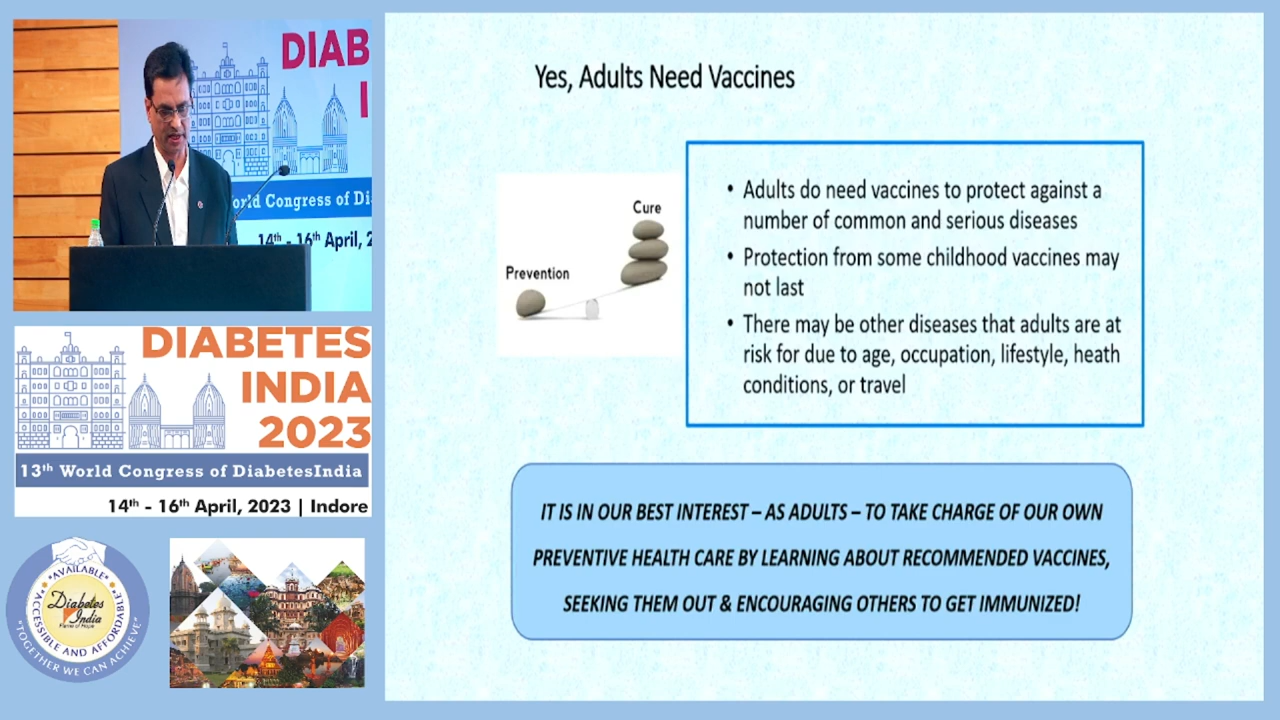 DIAB
I
orld Congress of Di
14th - 16th April, 2
DIABETES
INDIA
2023
13th World Congress of DiabetesIndia
14th - 16th April, 2023 | Indore
"AVAILABLE"
"ACCESSIBLE AND AFFORDABLE"
Diabetes
India
"TOGETHER WE CAN ACHIEVE"
Yes, Adults Need Vaccines
Cure
Prevention
• Adults do need vaccines to protect against a
number of common and serious diseases
• Protection from some childhood vaccines may
not last
• There may be other diseases that adults are at
risk for due to age, occupation, lifestyle, heath
conditions, or travel
IT IS IN OUR BEST INTEREST – AS ADULTS – TO TAKE CHARGE OF OUR OWN
PREVENTIVE HEALTH CARE BY LEARNING ABOUT RECOMMENDED VACCINES,
SEEKING THEM OUT & ENCOURAGING OTHERS TO GET IMMUNIZED!